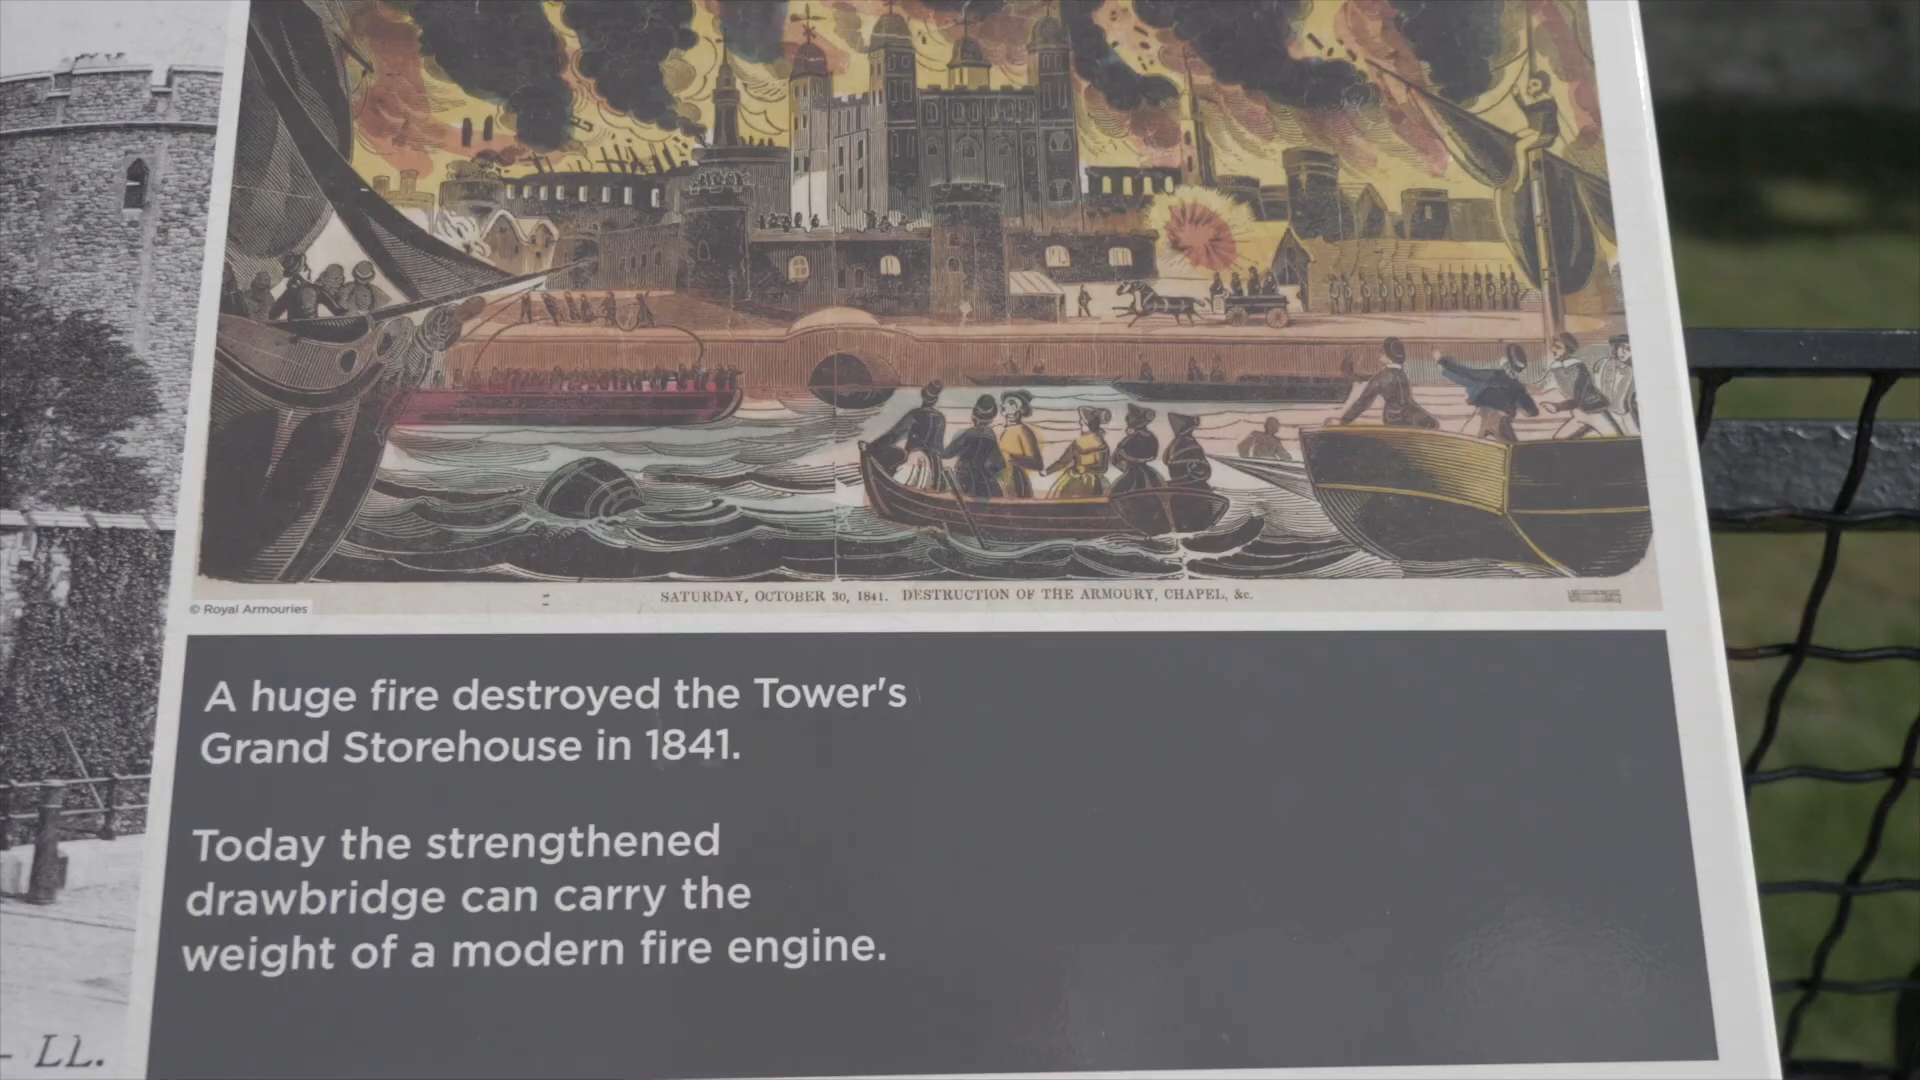 SATURDAY, OCTOBER 30, 1841. DESTRUCTION OF THE ARMOURY, CHAPEL, &c.
© Royal Armouries
A huge fire destroyed the Tower's
Grand Storehouse in 1841.
Today the strengthened
drawbridge can carry the
weight of a modern fire engine.
- LL.